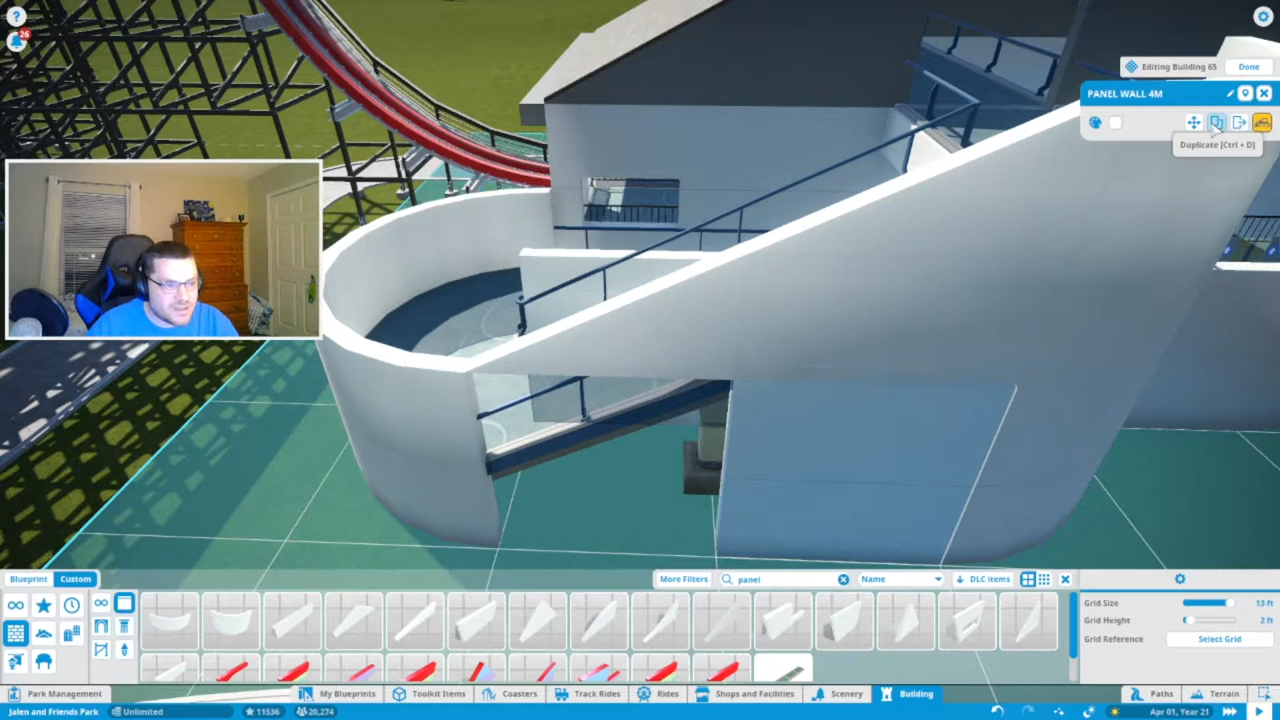 ?
26
Editing Building 65
Done
PANEL WALL 4M
Duplicate [Ctrl + D]
Blueprint
Custom
More Filters
panel
Name
DLC Items
Grid Size
13 ft
Grid Height
2 ft
Grid Reference
Select Grid
Park Management
My Blueprints
Toolkit Items
Coasters
Track Rides
Rides
Shops and Facilities
Scenery
Building
Paths
Terrain
Jalen and Friends Park
Unlimited
11536
20,274
Apr 01, Year 21